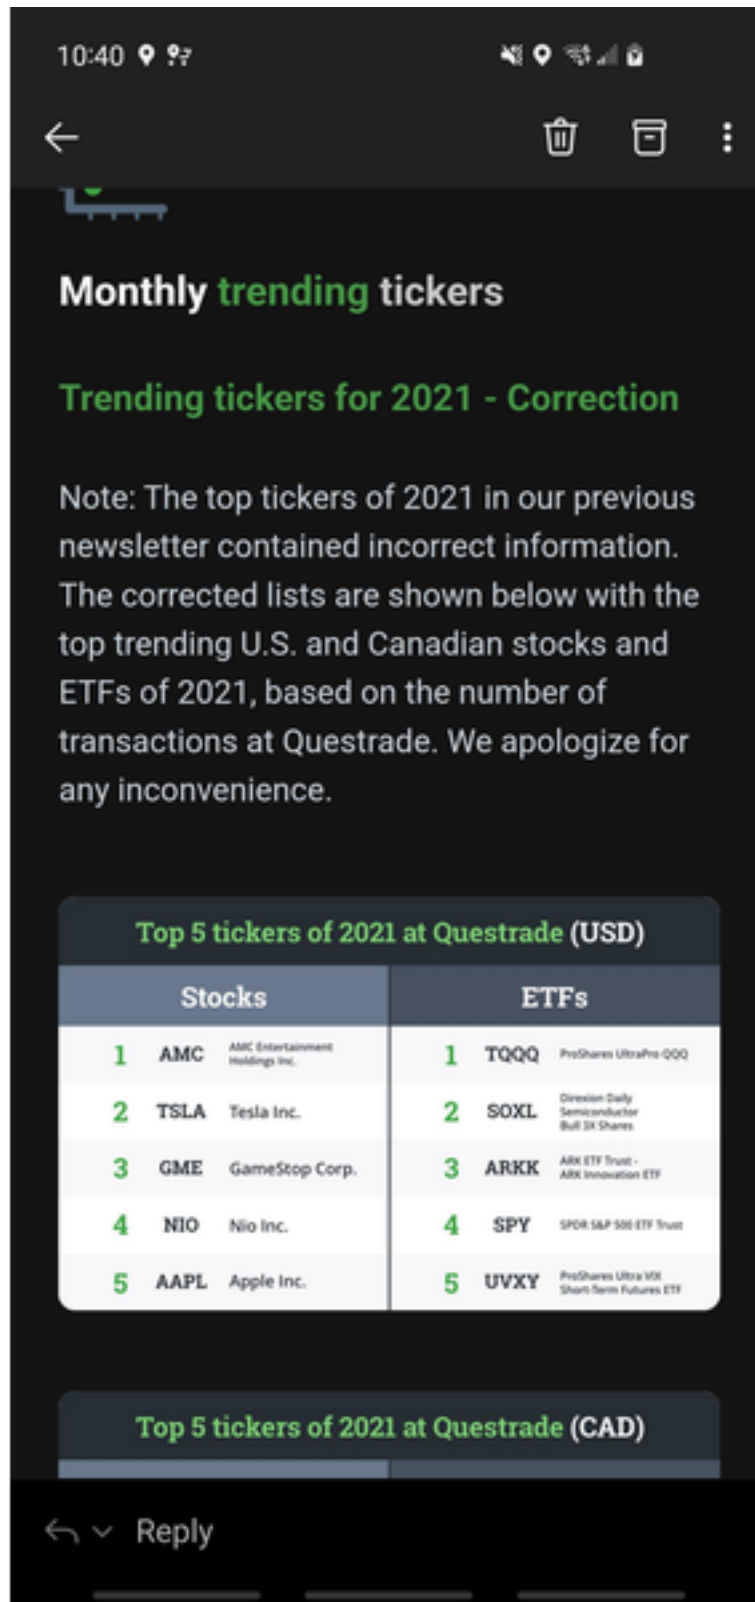 10:40
Monthly trending tickers
Trending tickers for 2021 - Correction
Note: The top tickers of 2021 in our previous
newsletter contained incorrect information.
The corrected lists are shown below with the
top trending U.S. and Canadian stocks and
ETFs of 2021, based on the number of
transactions at Questrade. We apologize for
any inconvenience.
Top 5 tickers of 2021 at Questrade (USD)
Stocks
1 AMC AMC Entertainment
Holdings Inc.
2 TSLA Tesla Inc.
3 GME GameStop Corp.
4 NIO Nio Inc.
5 AAPL Apple Inc.
ETFs
1 TQQQ ProShares UltraPro QQQ
2 SOXL Direxion Daily
Semiconductor
Bull 3X Shares
3 ARKK ARK ETF Trust -
ARK Innovation ETF
4 SPY SPDR S&P 500 ETF Trust
5 UVXY ProShares Ultra VIX
Short-Term Futures ETF
Top 5 tickers of 2021 at Questrade (CAD)
Reply